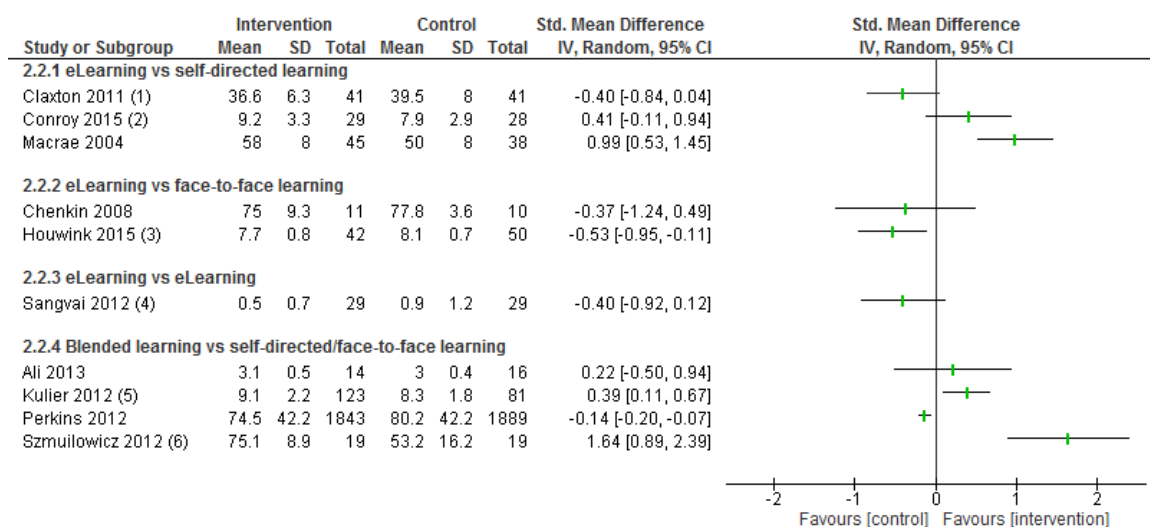 Intervention Control Std. Mean Difference Std. Mean Difference
Study or Subgroup Mean SD Total Mean SD Total IV, Random, 95% CI IV, Random, 95% CI
2.2.1 eLearning vs self-directed learning
Claxton 2011 (1) 36.6 6.3 41 39.5 8 41 -0.40 [-0.84, 0.04]
Conroy 2015 (2) 9.2 3.3 29 7.9 2.9 28 0.41 [-0.11, 0.94]
Macrae 2004 58 8 45 50 8 38 0.99 [0.53, 1.45]
2.2.2 eLearning vs face-to-face learning
Chenkin 2008 75 9.3 11 77.8 3.6 10 -0.37 [-1.24, 0.49]
Houwink 2015 (3) 7.7 0.8 42 8.1 0.7 50 -0.53 [-0.95, -0.11]
2.2.3 eLearning vs eLearning
Sangvai 2012 (4) 0.5 0.7 29 0.9 1.2 29 -0.40 [-0.92, 0.12]
2.2.4 Blended learning vs self-directed/face-to-face learning
Ali 2013 3.1 0.5 14 3 0.4 16 0.22 [-0.50, 0.94]
Kulier 2012 (5) 9.1 2.2 123 8.3 1.8 81 0.39 [0.11, 0.67]
Perkins 2012 74.5 42.2 1843 80.2 42.2 1889 -0.14 [-0.20, -0.07]
Szmuilowicz 2012 (6) 75.1 8.9 19 53.2 16.2 19 1.64 [0.89, 2.39]
-2 -1 0 1 2
Favours [control] Favours [intervention]